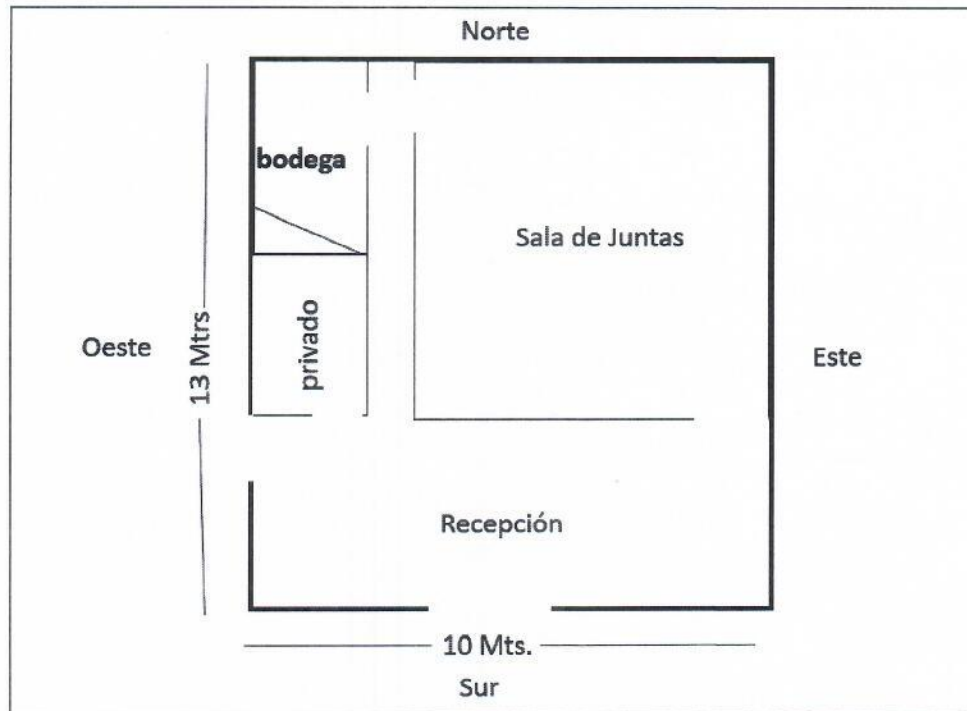 Norte
bodega
Sala de Juntas
privado
Oeste
13 Mtrs
Este
Recepción
10 Mts.
Sur